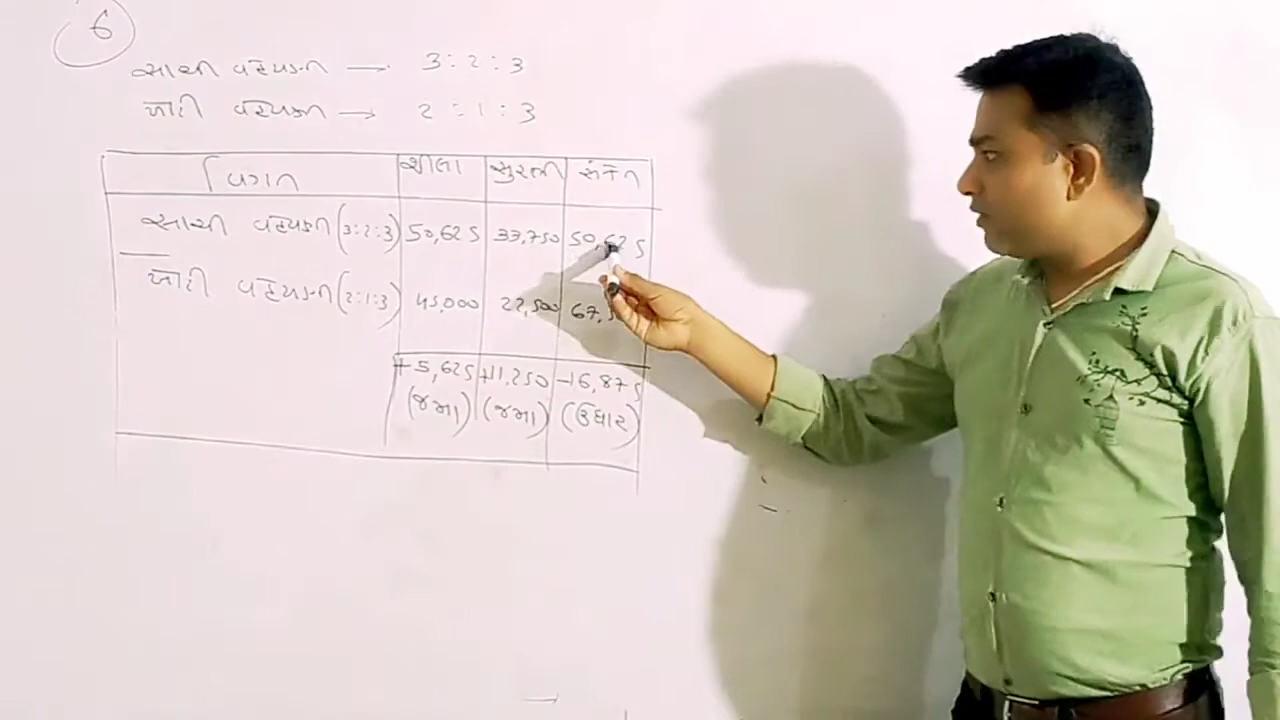 6
સાચી વહેંચણી → 3:2:3
ખોટી વહેંચણી → 2:1:3
વિગત શીલા સુરભી સંકેત
સાચી વહેંચણી (3:2:3) 50,625 33,750 50,625
ખોટી વહેંચણી (2:1:3) 45,000 22,500 67,5
+5,625 +11,250 -16,875
(જમા) (જમા) (ઉધાર)